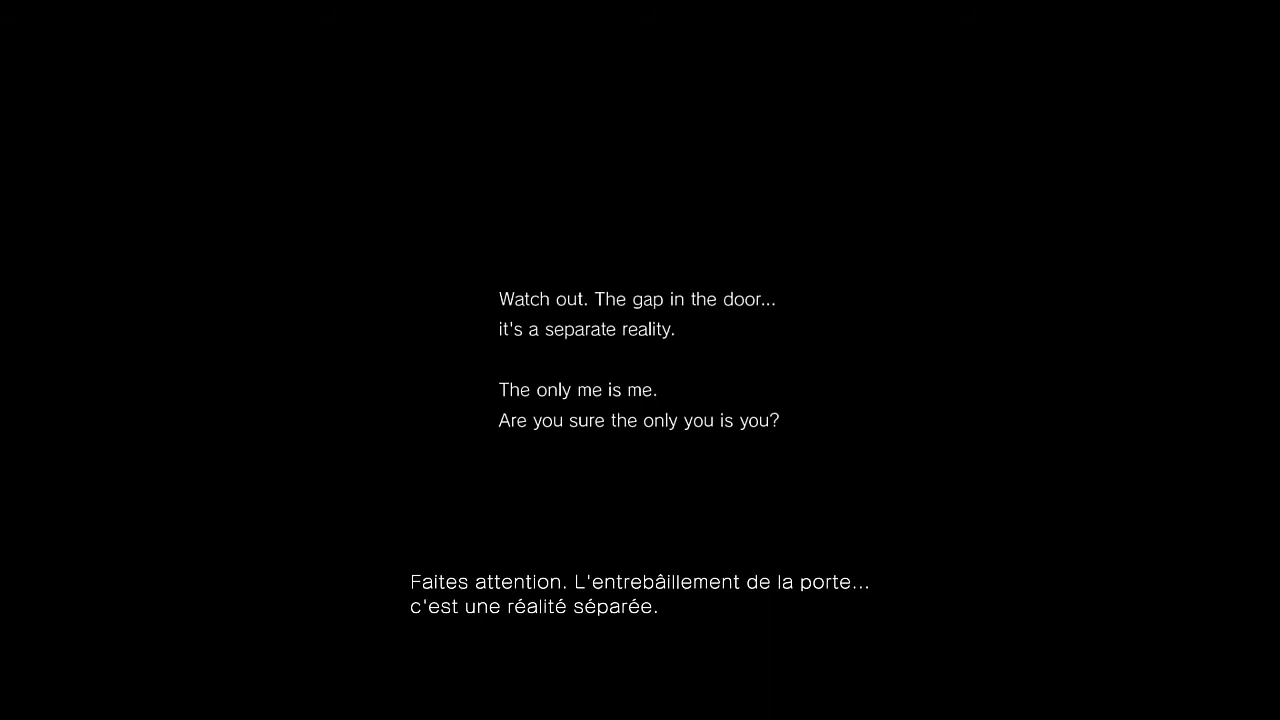 Watch out. The gap in the door...
it's a separate reality.
The only me is me.
Are you sure the only you is you?
Faites attention. L'entrebâillement de la porte...
c'est une réalité séparée.